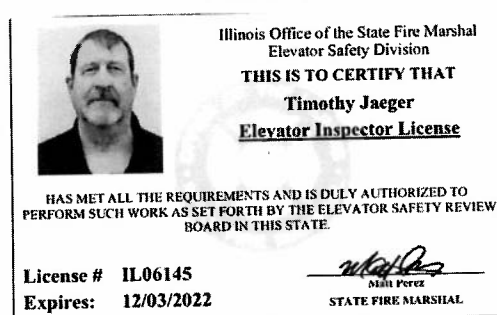 Illinois Office of the State Fire Marshal
Elevator Safety Division
THIS IS TO CERTIFY THAT
Timothy Jaeger
Elevator Inspector License
HAS MET ALL THE REQUIREMENTS AND IS DULY AUTHORIZED TO
PERFORM SUCH WORK AS SET FORTH BY THE ELEVATOR SAFETY REVIEW
BOARD IN THIS STATE.
License # IL06145
Expires: 12/03/2022
Matt Perez
STATE FIRE MARSHAL